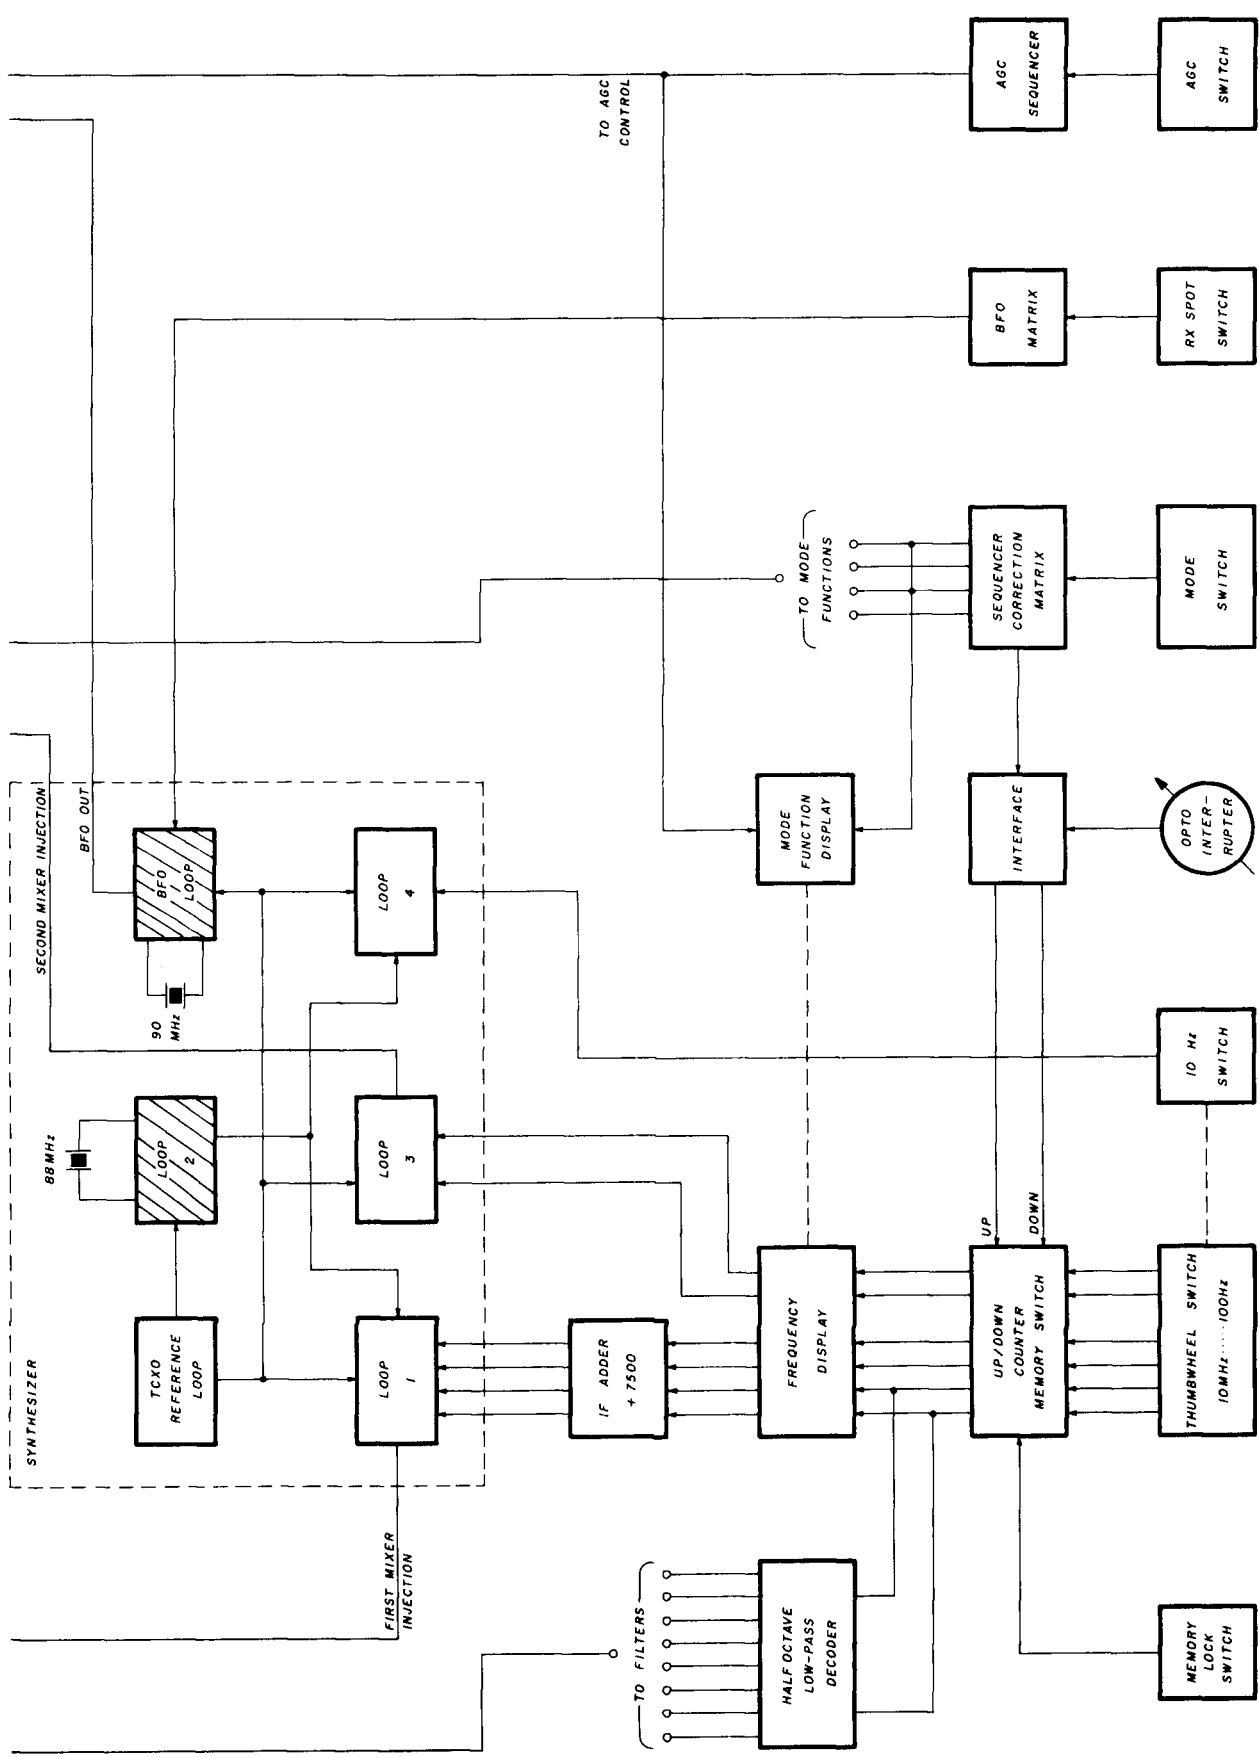 SYNTHESIZER
88 MHz
SECOND MIXER INJECTION
BFO OUT
TCXO
REFERENCE
LOOP
LOOP
2
90
MHz
BFO
LOOP
LOOP
1
LOOP
3
LOOP
4
FIRST MIXER
INJECTION
IF ADDER
+7500
TO AGC
CONTROL
TO FILTERS
HALF OCTAVE
LOW-PASS
DECODER
FREQUENCY
DISPLAY
MODE
FUNCTION
DISPLAY
TO MODE
FUNCTIONS
UP/DOWN
COUNTER
MEMORY SWITCH
UP
DOWN
INTERFACE
SEQUENCER
CORRECTION
MATRIX
BFO
MATRIX
AGC
SEQUENCER
MEMORY
LOCK
SWITCH
THUMBWHEEL SWITCH
10MHz.....100Hz
10 Hz
SWITCH
OPTO
INTER-
RUPTER
MODE
SWITCH
RX SPOT
SWITCH
AGC
SWITCH